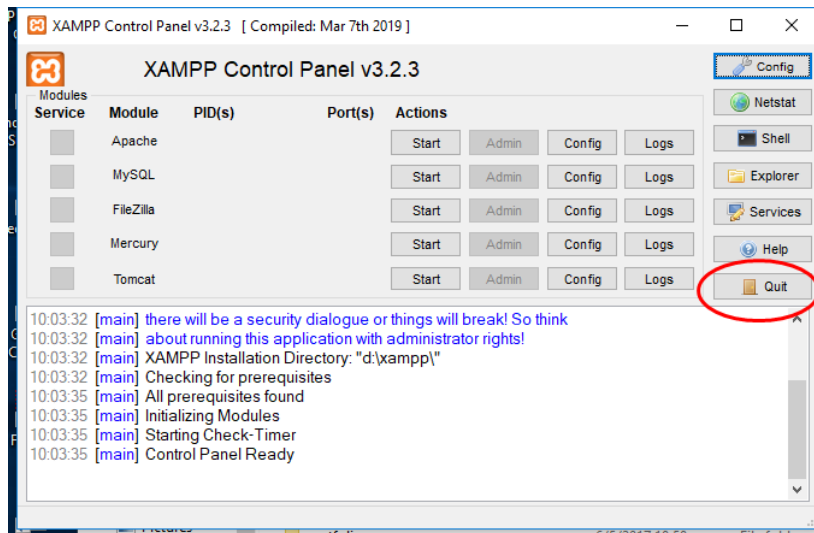 XAMPP Control Panel v3.2.3 [ Compiled: Mar 7th 2019 ]
XAMPP Control Panel v3.2.3
Config
Modules
Service Module PID(s) Port(s) Actions
Netstat
Apache Start Admin Config Logs
Shell
MySQL Start Admin Config Logs
Explorer
FileZilla Start Admin Config Logs
Services
Mercury Start Admin Config Logs
Help
Tomcat Start Admin Config Logs
Quit
10:03:32 [main] there will be a security dialogue or things will break! So think
10:03:32 [main] about running this application with administrator rights!
10:03:32 [main] XAMPP Installation Directory: "d:\xampp\"
10:03:32 [main] Checking for prerequisites
10:03:35 [main] All prerequisites found
10:03:35 [main] Initializing Modules
10:03:35 [main] Starting Check-Timer
10:03:35 [main] Control Panel Ready